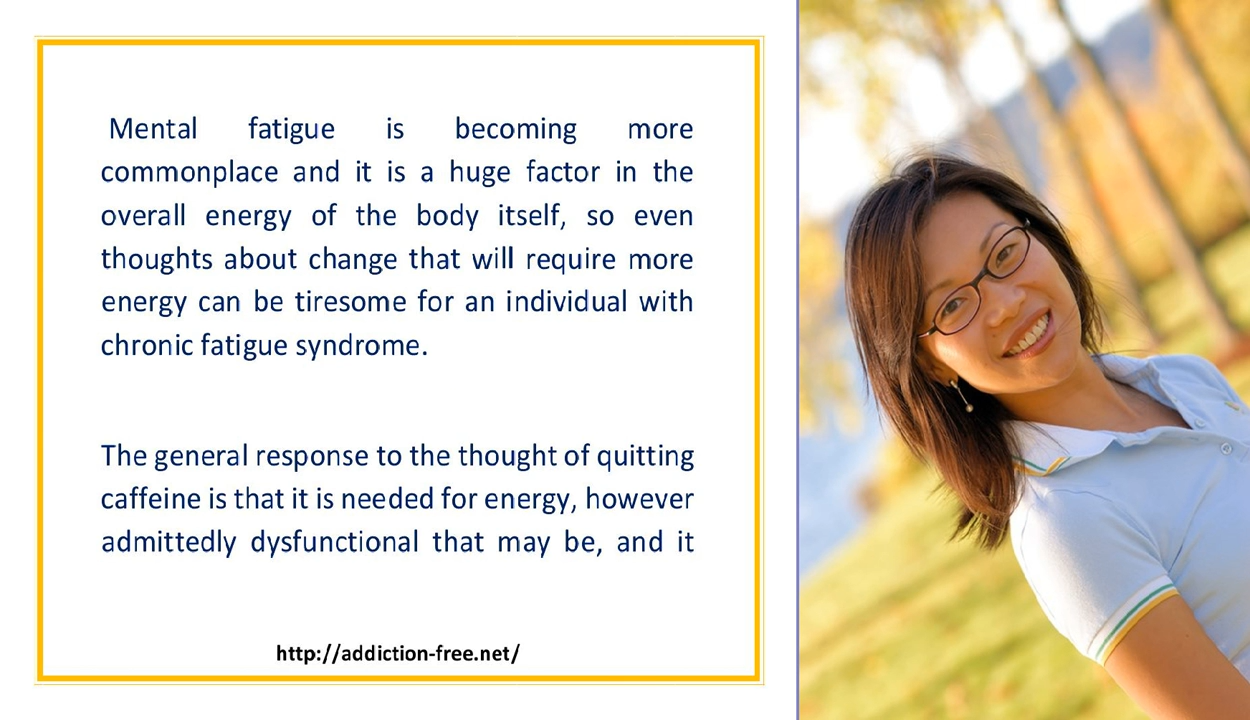 Mental fatigue is becoming more
commonplace and it is a huge factor in the
overall energy of the body itself, so even
thoughts about change that will require more
energy can be tiresome for an individual with
chronic fatigue syndrome.
The general response to the thought of quitting
caffeine is that it is needed for energy, however
admittedly dysfunctional that may be, and it
http://addiction-free.net/